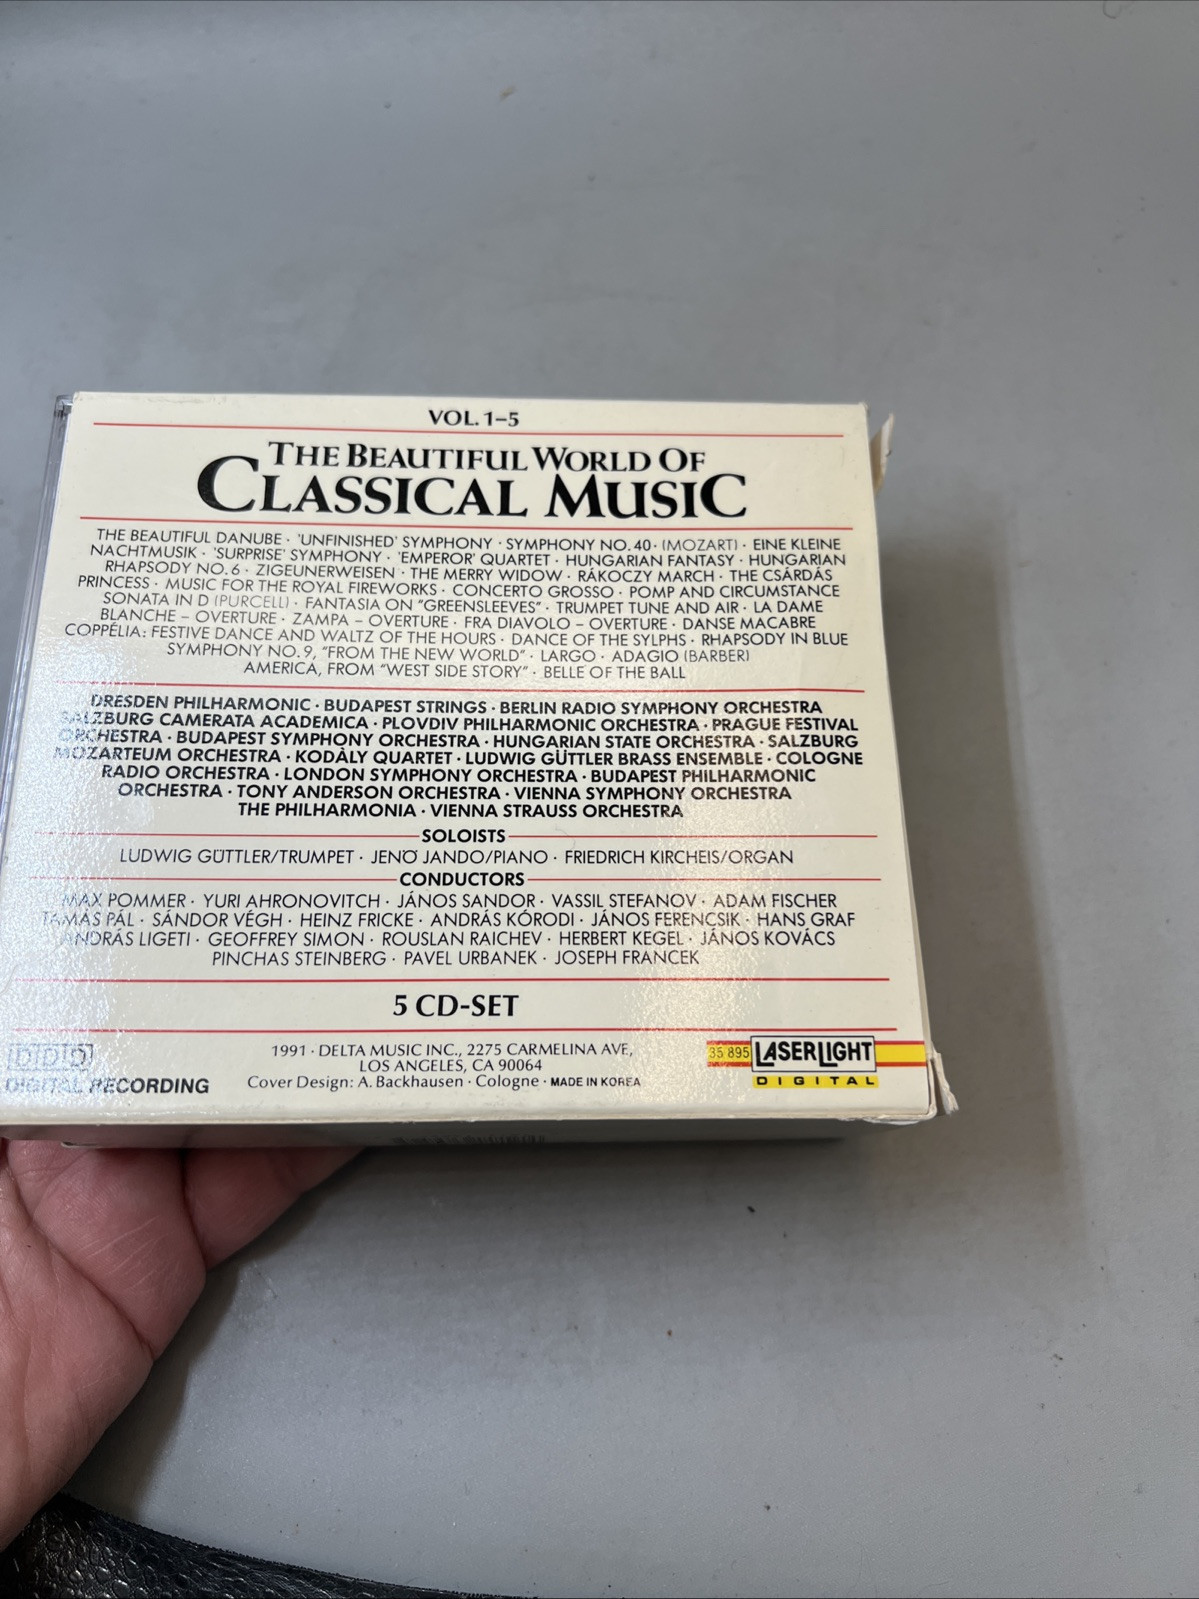 VOL. 1–5
THE BEAUTIFUL WORLD OF
CLASSICAL MUSIC
THE BEAUTIFUL DANUBE · 'UNFINISHED' SYMPHONY · SYMPHONY NO. 40 · (MOZART) · EINE KLEINE
NACHTMUSIK · 'SURPRISE' SYMPHONY · 'EMPEROR' QUARTET · HUNGARIAN FANTASY · HUNGARIAN
RHAPSODY NO. 6 · ZIGEUNERWEISEN · THE MERRY WIDOW · RÁKOCZY MARCH · THE CSÁRDÁS
PRINCESS · MUSIC FOR THE ROYAL FIREWORKS · CONCERTO GROSSO · POMP AND CIRCUMSTANCE
SONATA IN D (PURCELL) · FANTASIA ON "GREENSLEEVES" · TRUMPET TUNE AND AIR · LA DAME
BLANCHE – OVERTURE · ZAMPA – OVERTURE · FRA DIAVOLO – OVERTURE · DANSE MACABRE
COPPÉLIA: FESTIVE DANCE AND WALTZ OF THE HOURS · DANCE OF THE SYLPHS · RHAPSODY IN BLUE
SYMPHONY NO. 9, "FROM THE NEW WORLD" · LARGO · ADAGIO (BARBER)
AMERICA, FROM "WEST SIDE STORY" · BELLE OF THE BALL
DRESDEN PHILHARMONIC · BUDAPEST STRINGS · BERLIN RADIO SYMPHONY ORCHESTRA
SALZBURG CAMERATA ACADEMICA · PLOVDIV PHILHARMONIC ORCHESTRA · PRAGUE FESTIVAL
ORCHESTRA · BUDAPEST SYMPHONY ORCHESTRA · HUNGARIAN STATE ORCHESTRA · SALZBURG
MOZARTEUM ORCHESTRA · KODÀLY QUARTET · LUDWIG GÜTTLER BRASS ENSEMBLE · COLOGNE
RADIO ORCHESTRA · LONDON SYMPHONY ORCHESTRA · BUDAPEST PHILHARMONIC
ORCHESTRA · TONY ANDERSON ORCHESTRA · VIENNA SYMPHONY ORCHESTRA
THE PHILHARMONIA · VIENNA STRAUSS ORCHESTRA
SOLOISTS
LUDWIG GÜTTLER/TRUMPET · JENŐ JANDO/PIANO · FRIEDRICH KIRCHEIS/ORGAN
CONDUCTORS
MAX POMMER · YURI AHRONOVITCH · JÁNOS SANDOR · VASSIL STEFANOV · ADAM FISCHER
TAMÁS PÁL · SÁNDOR VÉGH · HEINZ FRICKE · ANDRÁS KÓRODI · JÁNOS FERENCSIK · HANS GRAF
ANDRÁS LIGETI · GEOFFREY SIMON · ROUSLAN RAICHEV · HERBERT KEGEL · JÁNOS KOVÁCS
PINCHAS STEINBERG · PAVEL URBANEK · JOSEPH FRANCEK
5 CD-SET
DDD
DIGITAL RECORDING
1991 · DELTA MUSIC INC., 2275 CARMELINA AVE,
LOS ANGELES, CA 90064
Cover Design: A. Backhausen · Cologne · MADE IN KOREA
35 895 LASERLIGHT
DIGITAL